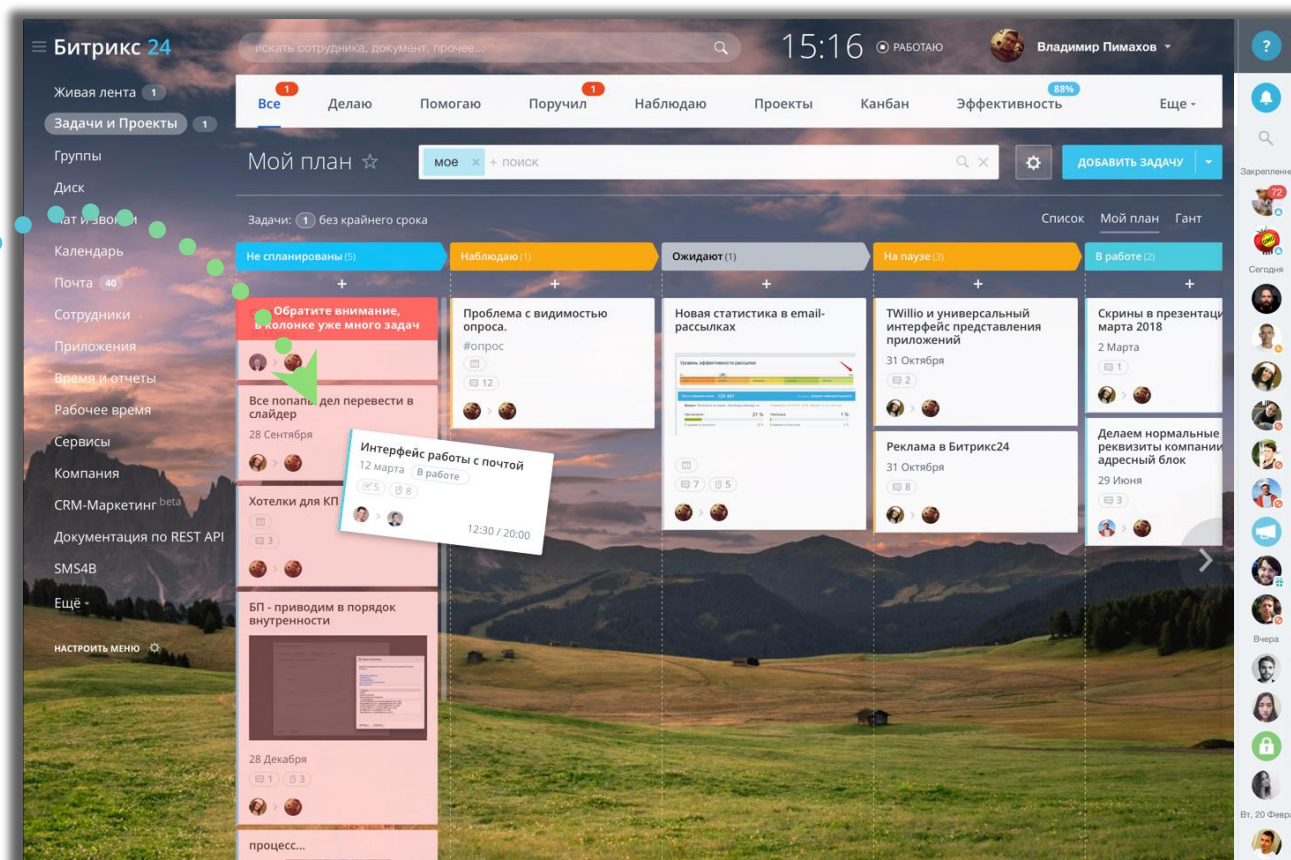 Битрикс 24
искать сотрудника, документ, прочее...
15:16
РАБОТАЮ
Владимир Пимахов
?
Живая лента 1
Задачи и Проекты 1
Группы
Диск
Чат и звонки
Календарь
Почта 40
Сотрудники
Приложения
Время и отчеты
Рабочее время
Сервисы
Компания
CRM-Маркетинг beta
Документация по REST API
SMS4B
Ещё
НАСТРОИТЬ МЕНЮ
1
1
88%
Все
Делаю
Помогаю
Поручил
Наблюдаю
Проекты
Канбан
Эффективность
Еще
Мой план
мое ×
+ поиск
ДОБАВИТЬ ЗАДАЧУ
Задачи: 1 без крайнего срока
Список
Мой план
Гант
Не спланированы (5)
+
Обратите внимание,
в колонке уже много задач
Все попапы дел перевести в
слайдер
28 Сентября
Хотелки для КП
3
БП - приводим в порядок
внутренности
28 Декабря
1
3
процесс...
Интерфейс работы с почтой
12 марта
В работе
5
8
12:30 / 20:00
Наблюдаю (1)
+
Проблема с видимостью
опроса.
#опрос
12
Ожидают (1)
+
Новая статистика в email-
рассылках
21 %
1 %
7
5
На паузе (3)
+
TWillio и универсальный
интерфейс представления
приложений
31 Октября
2
Реклама в Битрикс24
31 Октября
8
В работе (2)
+
Скрины в презентаци
марта 2018
2 Марта
1
Делаем нормальные
реквизиты компании
адресный блок
29 Июня
3
Закрепленн
72
Сегодня
Вчера
Вт, 20 Февра